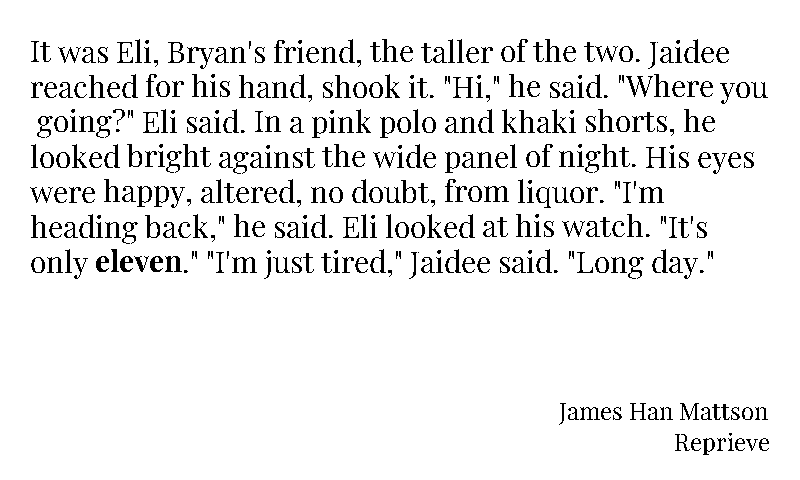 It was Eli, Bryan's friend, the taller of the two. Jaidee
reached for his hand, shook it. "Hi," he said. "Where you
going?" Eli said. In a pink polo and khaki shorts, he
looked bright against the wide panel of night. His eyes
were happy, altered, no doubt, from liquor. "I'm
heading back," he said. Eli looked at his watch. "It's
only eleven." "I'm just tired," Jaidee said. "Long day."
James Han Mattson
Reprieve